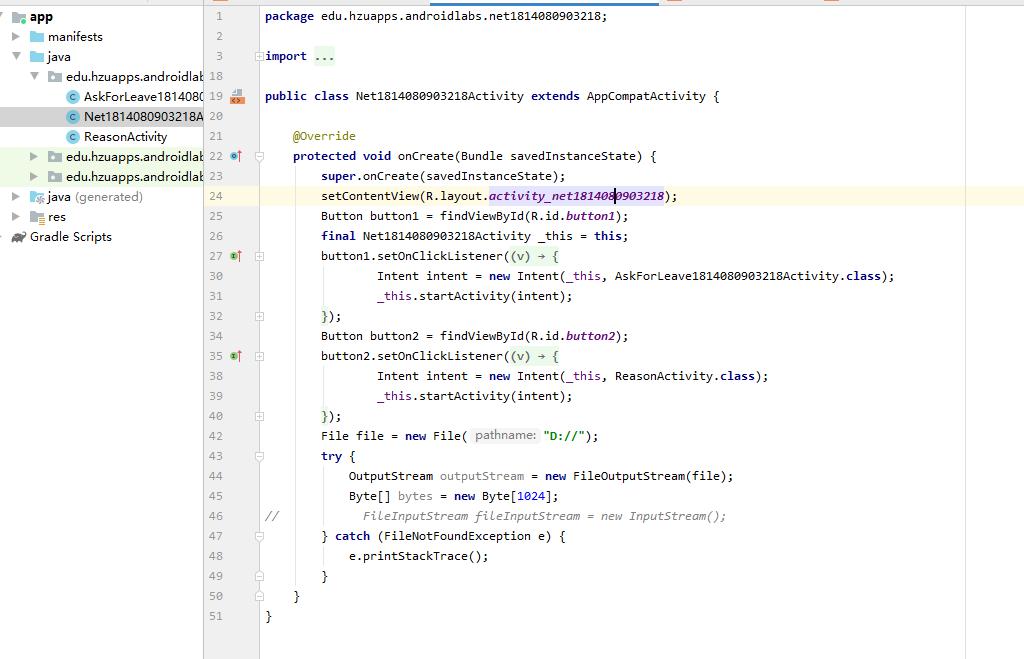 app
manifests
java
edu.hzuapps.androidlab
AskForLeave181408(
Net1814080903218A
ReasonActivity
edu.hzuapps.androidlab
edu.hzuapps.androidlab
java (generated)
res
Gradle Scripts
1 package edu.hzuapps.androidlabs.net1814080903218;
2
3 import ...
18
19 public class Net1814080903218Activity extends AppCompatActivity {
20
21 @Override
22 protected void onCreate(Bundle savedInstanceState) {
23 super.onCreate(savedInstanceState);
24 setContentView(R.layout.activity_net1814080903218);
25 Button button1 = findViewById(R.id.button1);
26 final Net1814080903218Activity _this = this;
27 button1.setOnClickListener((v) → {
30 Intent intent = new Intent(_this, AskForLeave1814080903218Activity.class);
31 _this.startActivity(intent);
32 });
34 Button button2 = findViewById(R.id.button2);
35 button2.setOnClickListener((v) → {
38 Intent intent = new Intent(_this, ReasonActivity.class);
39 _this.startActivity(intent);
40 });
42 File file = new File( pathname: "D://");
43 try {
44 OutputStream outputStream = new FileOutputStream(file);
45 Byte[] bytes = new Byte[1024];
46 // FileInputStream fileInputStream = new InputStream();
47 } catch (FileNotFoundException e) {
48 e.printStackTrace();
49 }
50 }
51 }